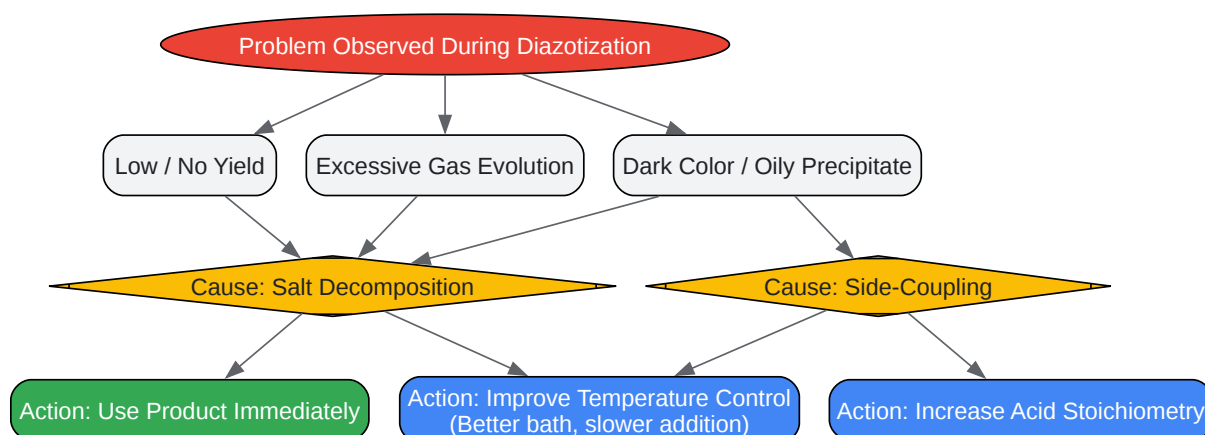 Problem Observed During Diazotization
Low / No Yield
Excessive Gas Evolution
Dark Color / Oily Precipitate
Cause: Salt Decomposition
Cause: Side-Coupling
Action: Use Product Immediately
Action: Improve Temperature Control
(Better bath, slower addition)
Action: Increase Acid Stoichiometry